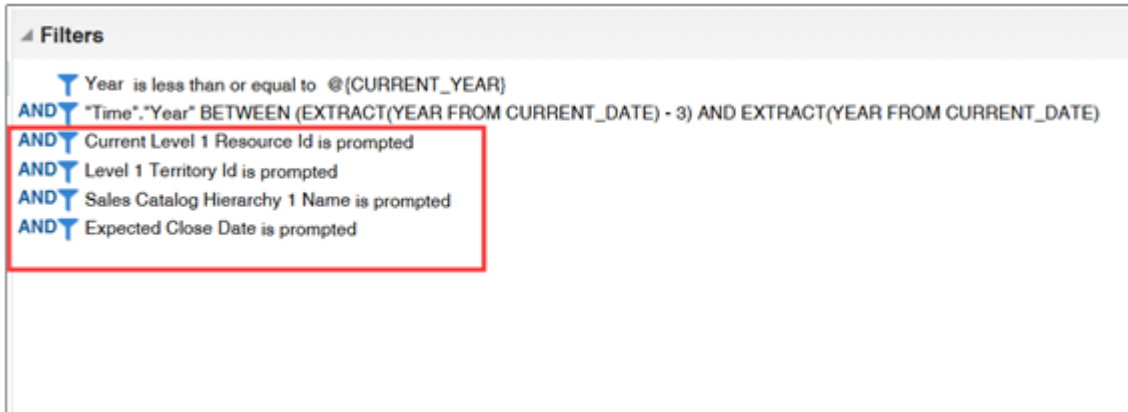 Filters
Year is less than or equal to @{CURRENT_YEAR}
AND "Time"."Year" BETWEEN (EXTRACT(YEAR FROM CURRENT_DATE) - 3) AND EXTRACT(YEAR FROM CURRENT_DATE)
AND Current Level 1 Resource Id is prompted
AND Level 1 Territory Id is prompted
AND Sales Catalog Hierarchy 1 Name is prompted
AND Expected Close Date is prompted